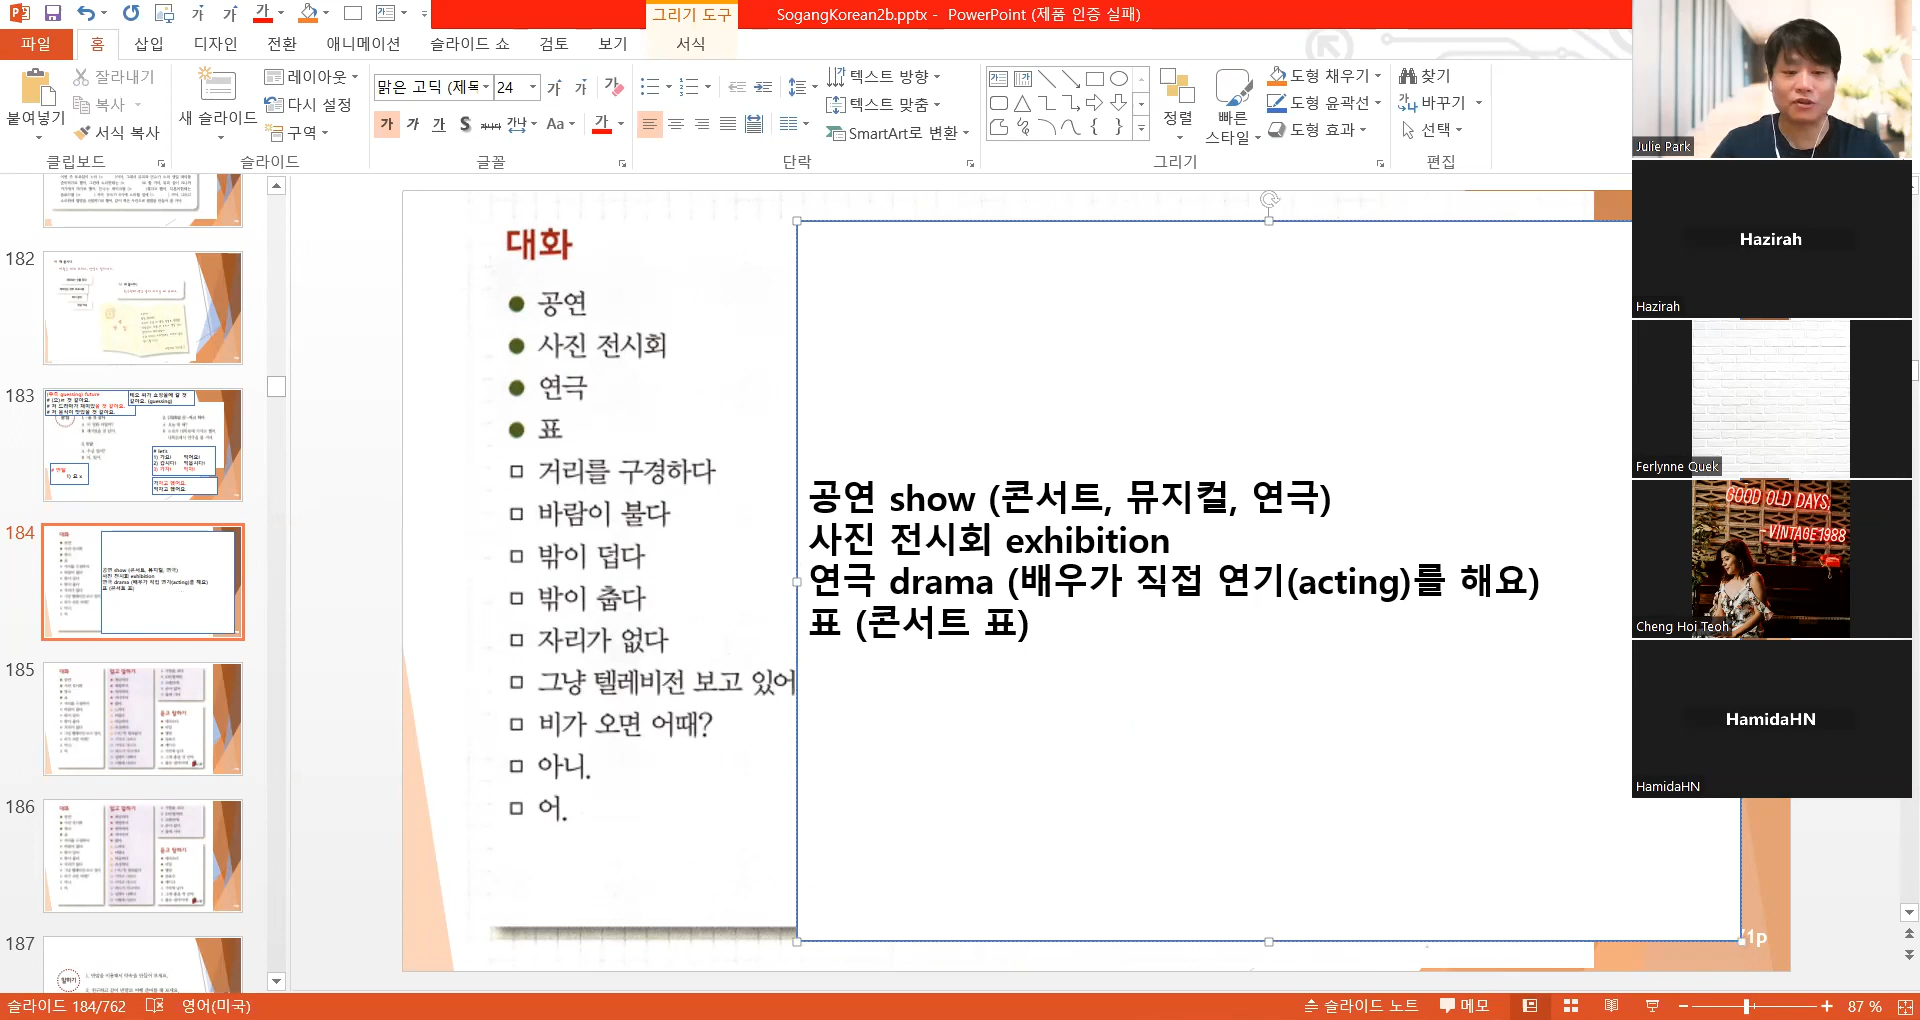 SogangKorean2b.pptx - PowerPoint (제품 인증 실패)
그리기 도구
파일
홈
삽입
디자인
전환
애니메이션
슬라이드 쇼
검토
보기
서식
붙여넣기
잘라내기
복사
서식 복사
클립보드
새 슬라이드
레이아웃
다시 설정
구역
슬라이드
맑은 고딕 (제목
24
가
가
가
S
가나다
간냐
Aa
가
글꼴
텍스트 방향
텍스트 맞춤
SmartArt로 변환
단락
정렬
빠른 스타일
도형 채우기
도형 윤곽선
도형 효과
그리기
찾기
바꾸기
선택
편집
182
183
184
185
186
187
대화
공연
사진 전시회
연극
표
거리를 구경하다
바람이 불다
밖이 덥다
밖이 춥다
자리가 없다
그냥 텔레비전 보고 있어
비가 오면 어때?
아니.
어.
공연 show (콘서트, 뮤지컬, 연극)
사진 전시회 exhibition
연극 drama (배우가 직접 연기(acting)를 해요)
표 (콘서트 표)
1p
Julie Park
Hazirah
Hazirah
Ferlynne Quek
GOOD OLD DAYS,
VINTAGE1988
Cheng Hoi Teoh
HamidaHN
HamidaHN
슬라이드 184/762
영어(미국)
슬라이드 노트
메모
87 %